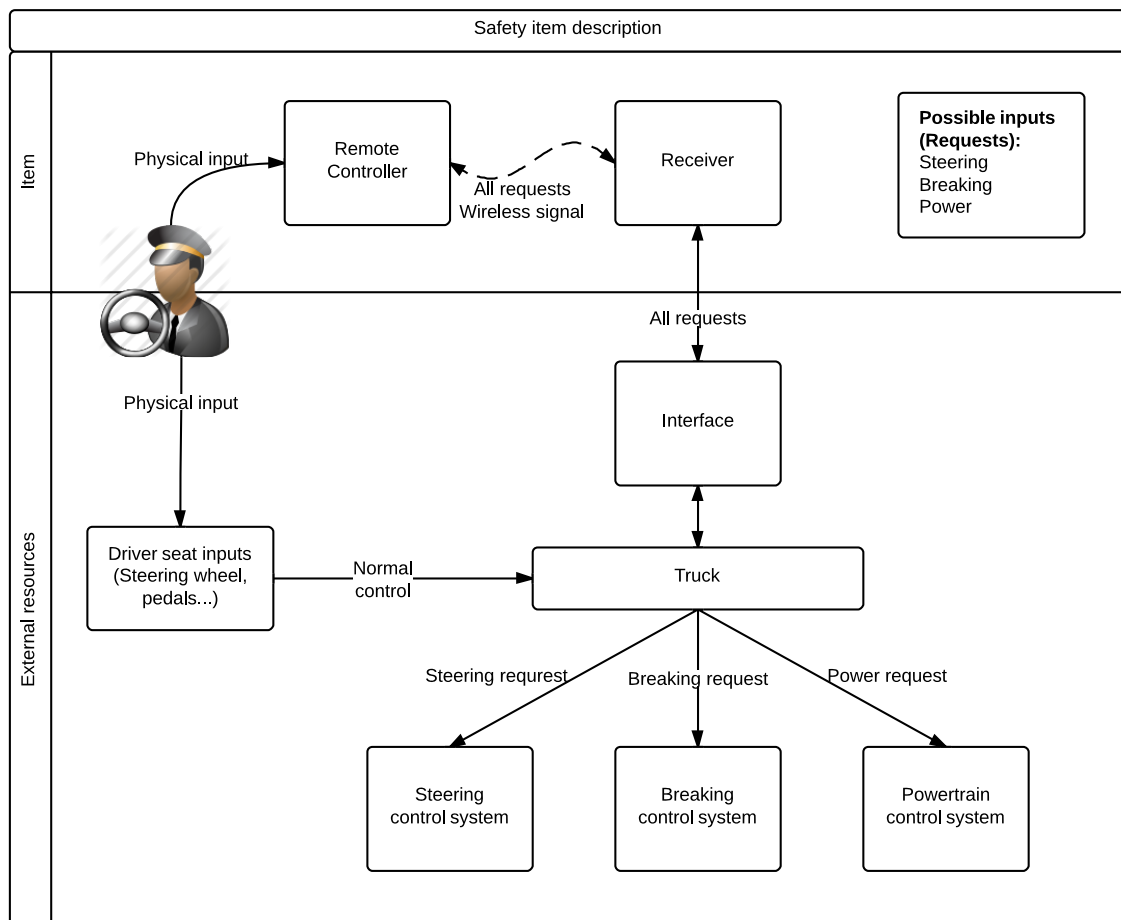 Safety item description
Item
Physical input
Remote
Controller
All requests
Wireless signal
Receiver
Possible inputs
(Requests):
Steering
Breaking
Power
All requests
External resources
Physical input
Interface
Driver seat inputs
(Steering wheel,
pedals...)
Normal
control
Truck
Steering requrest
Breaking request
Power request
Steering
control system
Breaking
control system
Powertrain
control system